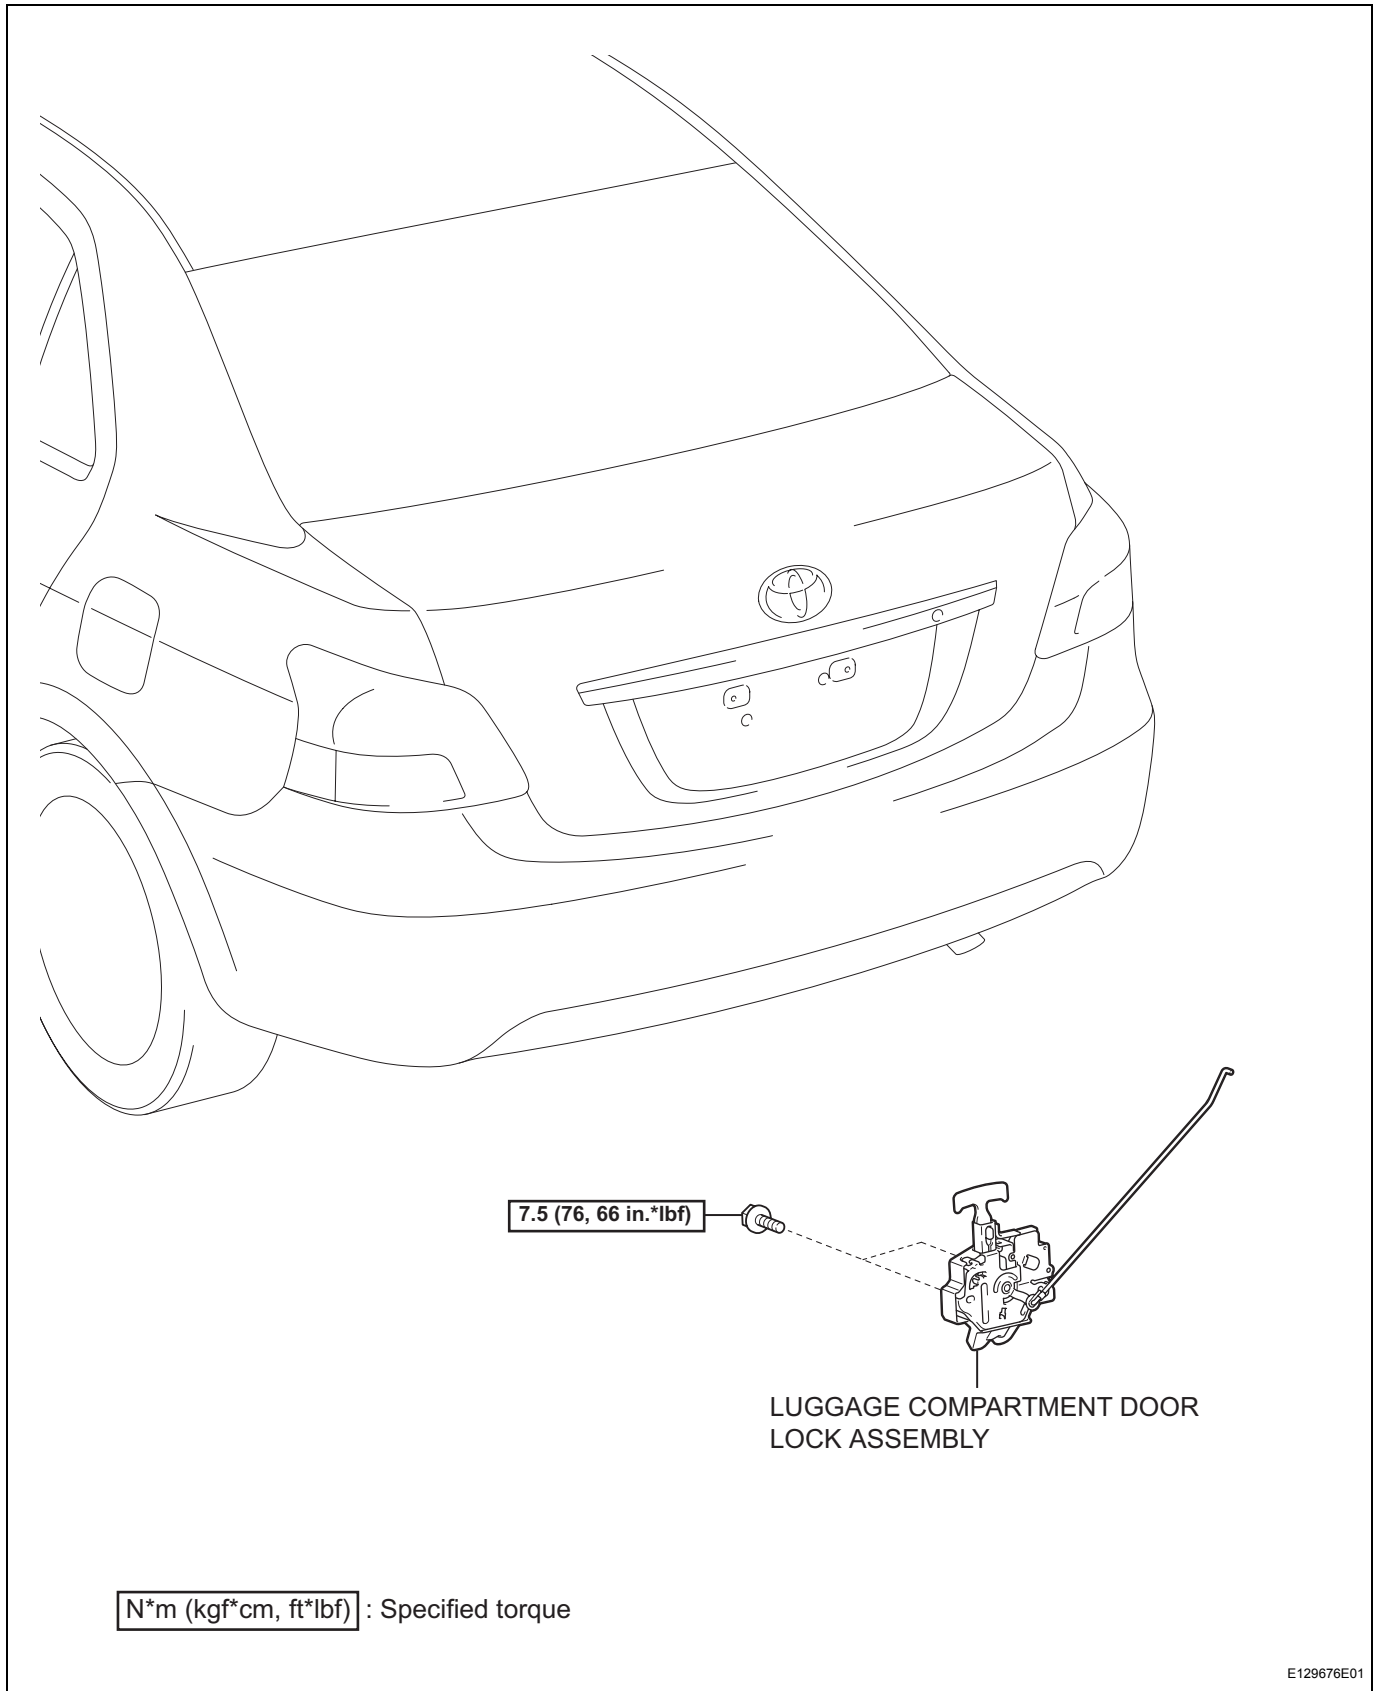 7.5 (76, 66 in.*lbf)
LUGGAGE COMPARTMENT DOOR
LOCK ASSEMBLY
N*m (kgf*cm, ft*lbf) : Specified torque
E129676E01